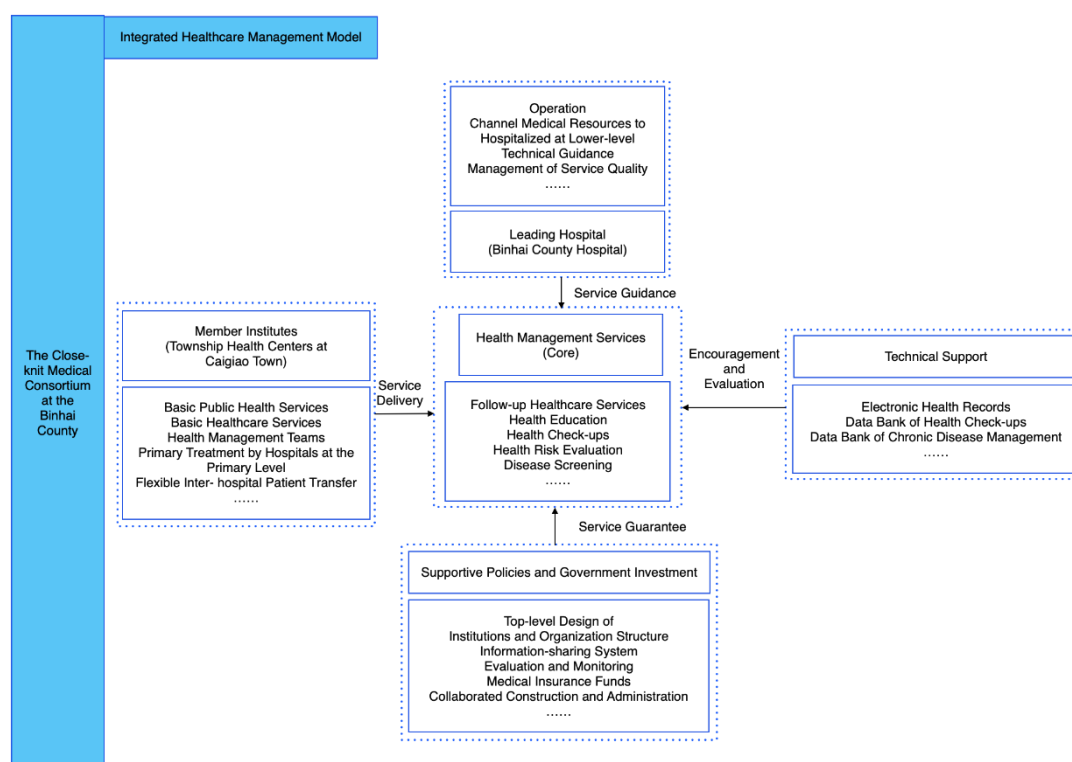 Integrated Healthcare Management Model
The Close-
knit Medical
Consortium
at the
Binhai
County
Operation
Channel Medical Resources to
Hospitalized at Lower-level
Technical Guidance
Management of Service Quality
……
Leading Hospital
(Binhai County Hospital)
Service Guidance
Member Institutes
(Township Health Centers at
Caigiao Town)
Basic Public Health Services
Basic Healthcare Services
Health Management Teams
Primary Treatment by Hospitals at the
Primary Level
Flexible Inter- hospital Patient Transfer
……
Service
Delivery
Health Management Services
(Core)
Follow-up Healthcare Services
Health Education
Health Check-ups
Health Risk Evaluation
Disease Screening
……
Encouragement
and
Evaluation
Technical Support
Electronic Health Records
Data Bank of Health Check-ups
Data Bank of Chronic Disease Management
……
Service Guarantee
Supportive Policies and Government Investment
Top-level Design of
Institutions and Organization Structure
Information-sharing System
Evaluation and Monitoring
Medical Insurance Funds
Collaborated Construction and Administration
……